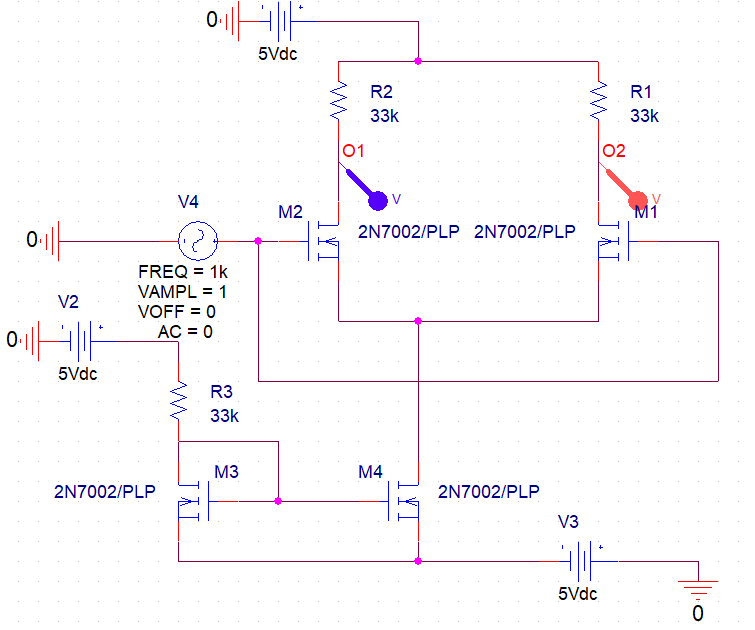 0
5Vdc
R2
33k
R1
33k
O1
O2
V
V
V4
M2
M1
2N7002/PLP
2N7002/PLP
0
FREQ = 1k
VAMPL = 1
VOFF = 0
AC = 0
V2
0
5Vdc
R3
33k
M3
M4
2N7002/PLP
2N7002/PLP
V3
5Vdc
0